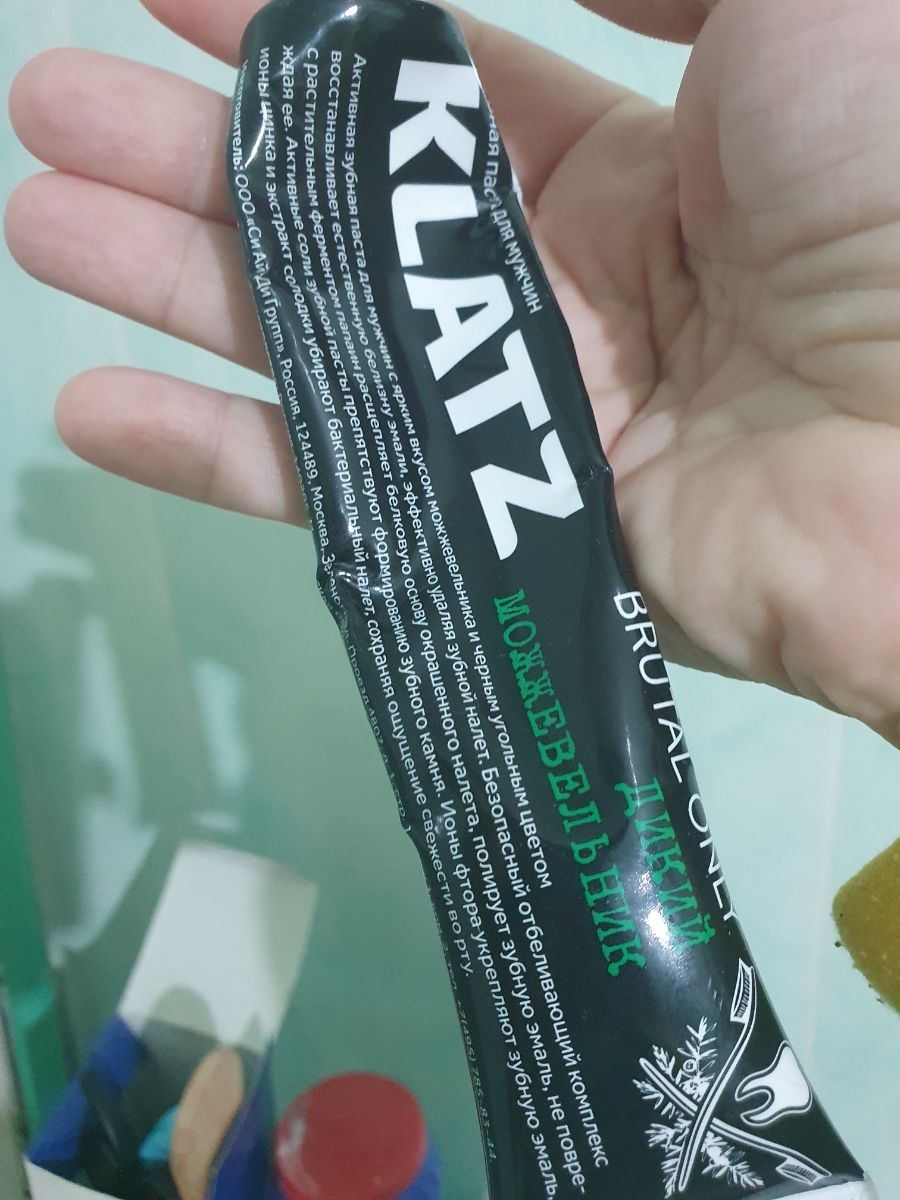 ная паста для мужчин
KLATZ
BRUTAL ONLY
ДИКИЙ
МОЖЖЕВЕЛЬНИК
Активная зубная паста для мужчин с ярким вкусом можжевельника и черным угольным цветом
восстанавливает естественную белизну эмали, эффективно удаляя зубной налет. Безопасный отбеливающий комплекс
с растительным ферментом папаин расщепляет белковую основу окрашенного налета, полирует зубную эмаль, не повре-
ждая ее. Активные соли зубной пасты препятствуют формированию зубного камня. Ионы фтора укрепляют зубную эмаль,
ионы цинка и экстракт солодки убирают бактериальный налет, сохраняя ощущение свежести во рту.
Изготовитель: ООО «Си Ай Ди Групп», Россия, 124489, Москва,